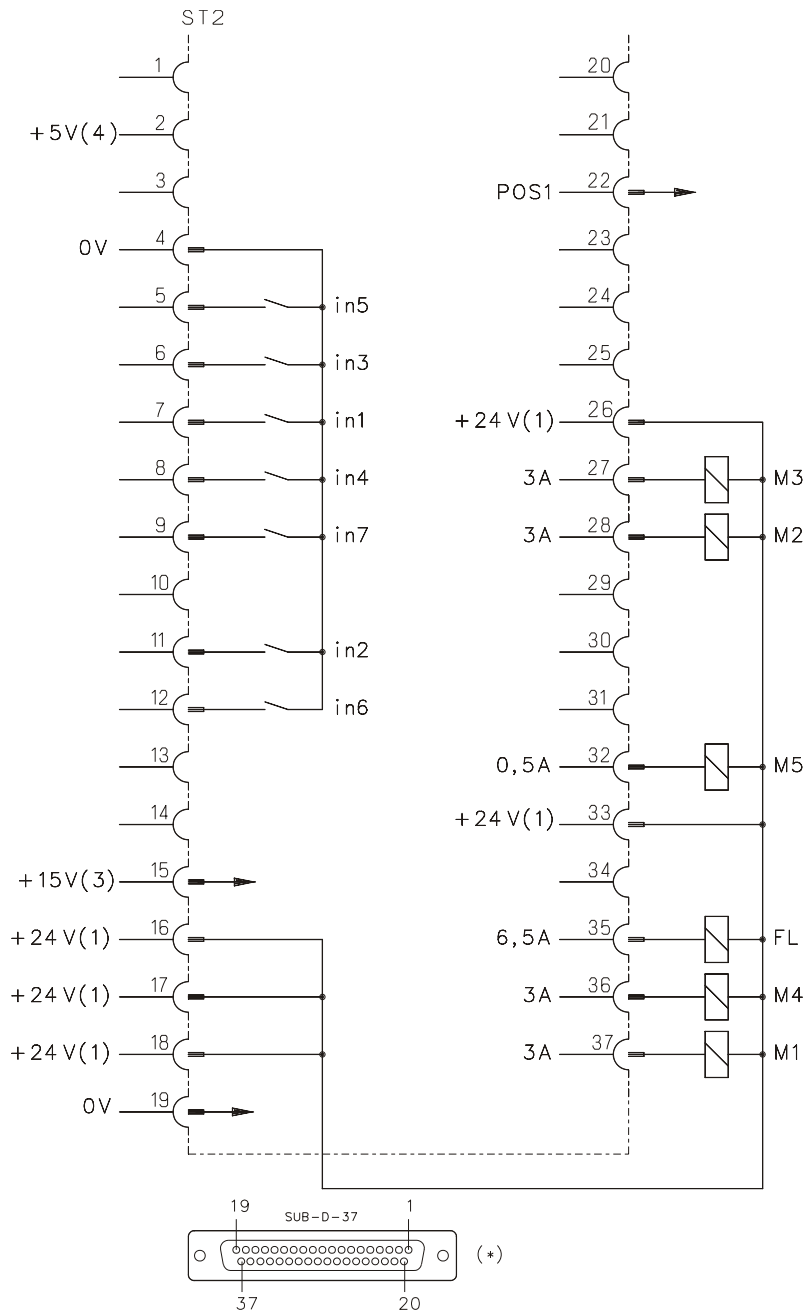 ST2
1
+5V(4) 2
3
0V 4
5 in5
6 in3
7 in1
8 in4
9 in7
10
11 in2
12 in6
13
14
+15V(3) 15
+24V(1) 16
+24V(1) 17
+24V(1) 18
0V 19
20
21
POS1 22
23
24
25
+24V(1) 26
3A 27 M3
3A 28 M2
29
30
31
0,5A 32 M5
+24V(1) 33
34
6,5A 35 FL
3A 36 M4
3A 37 M1
19 SUB-D-37 1
(*)
37 20